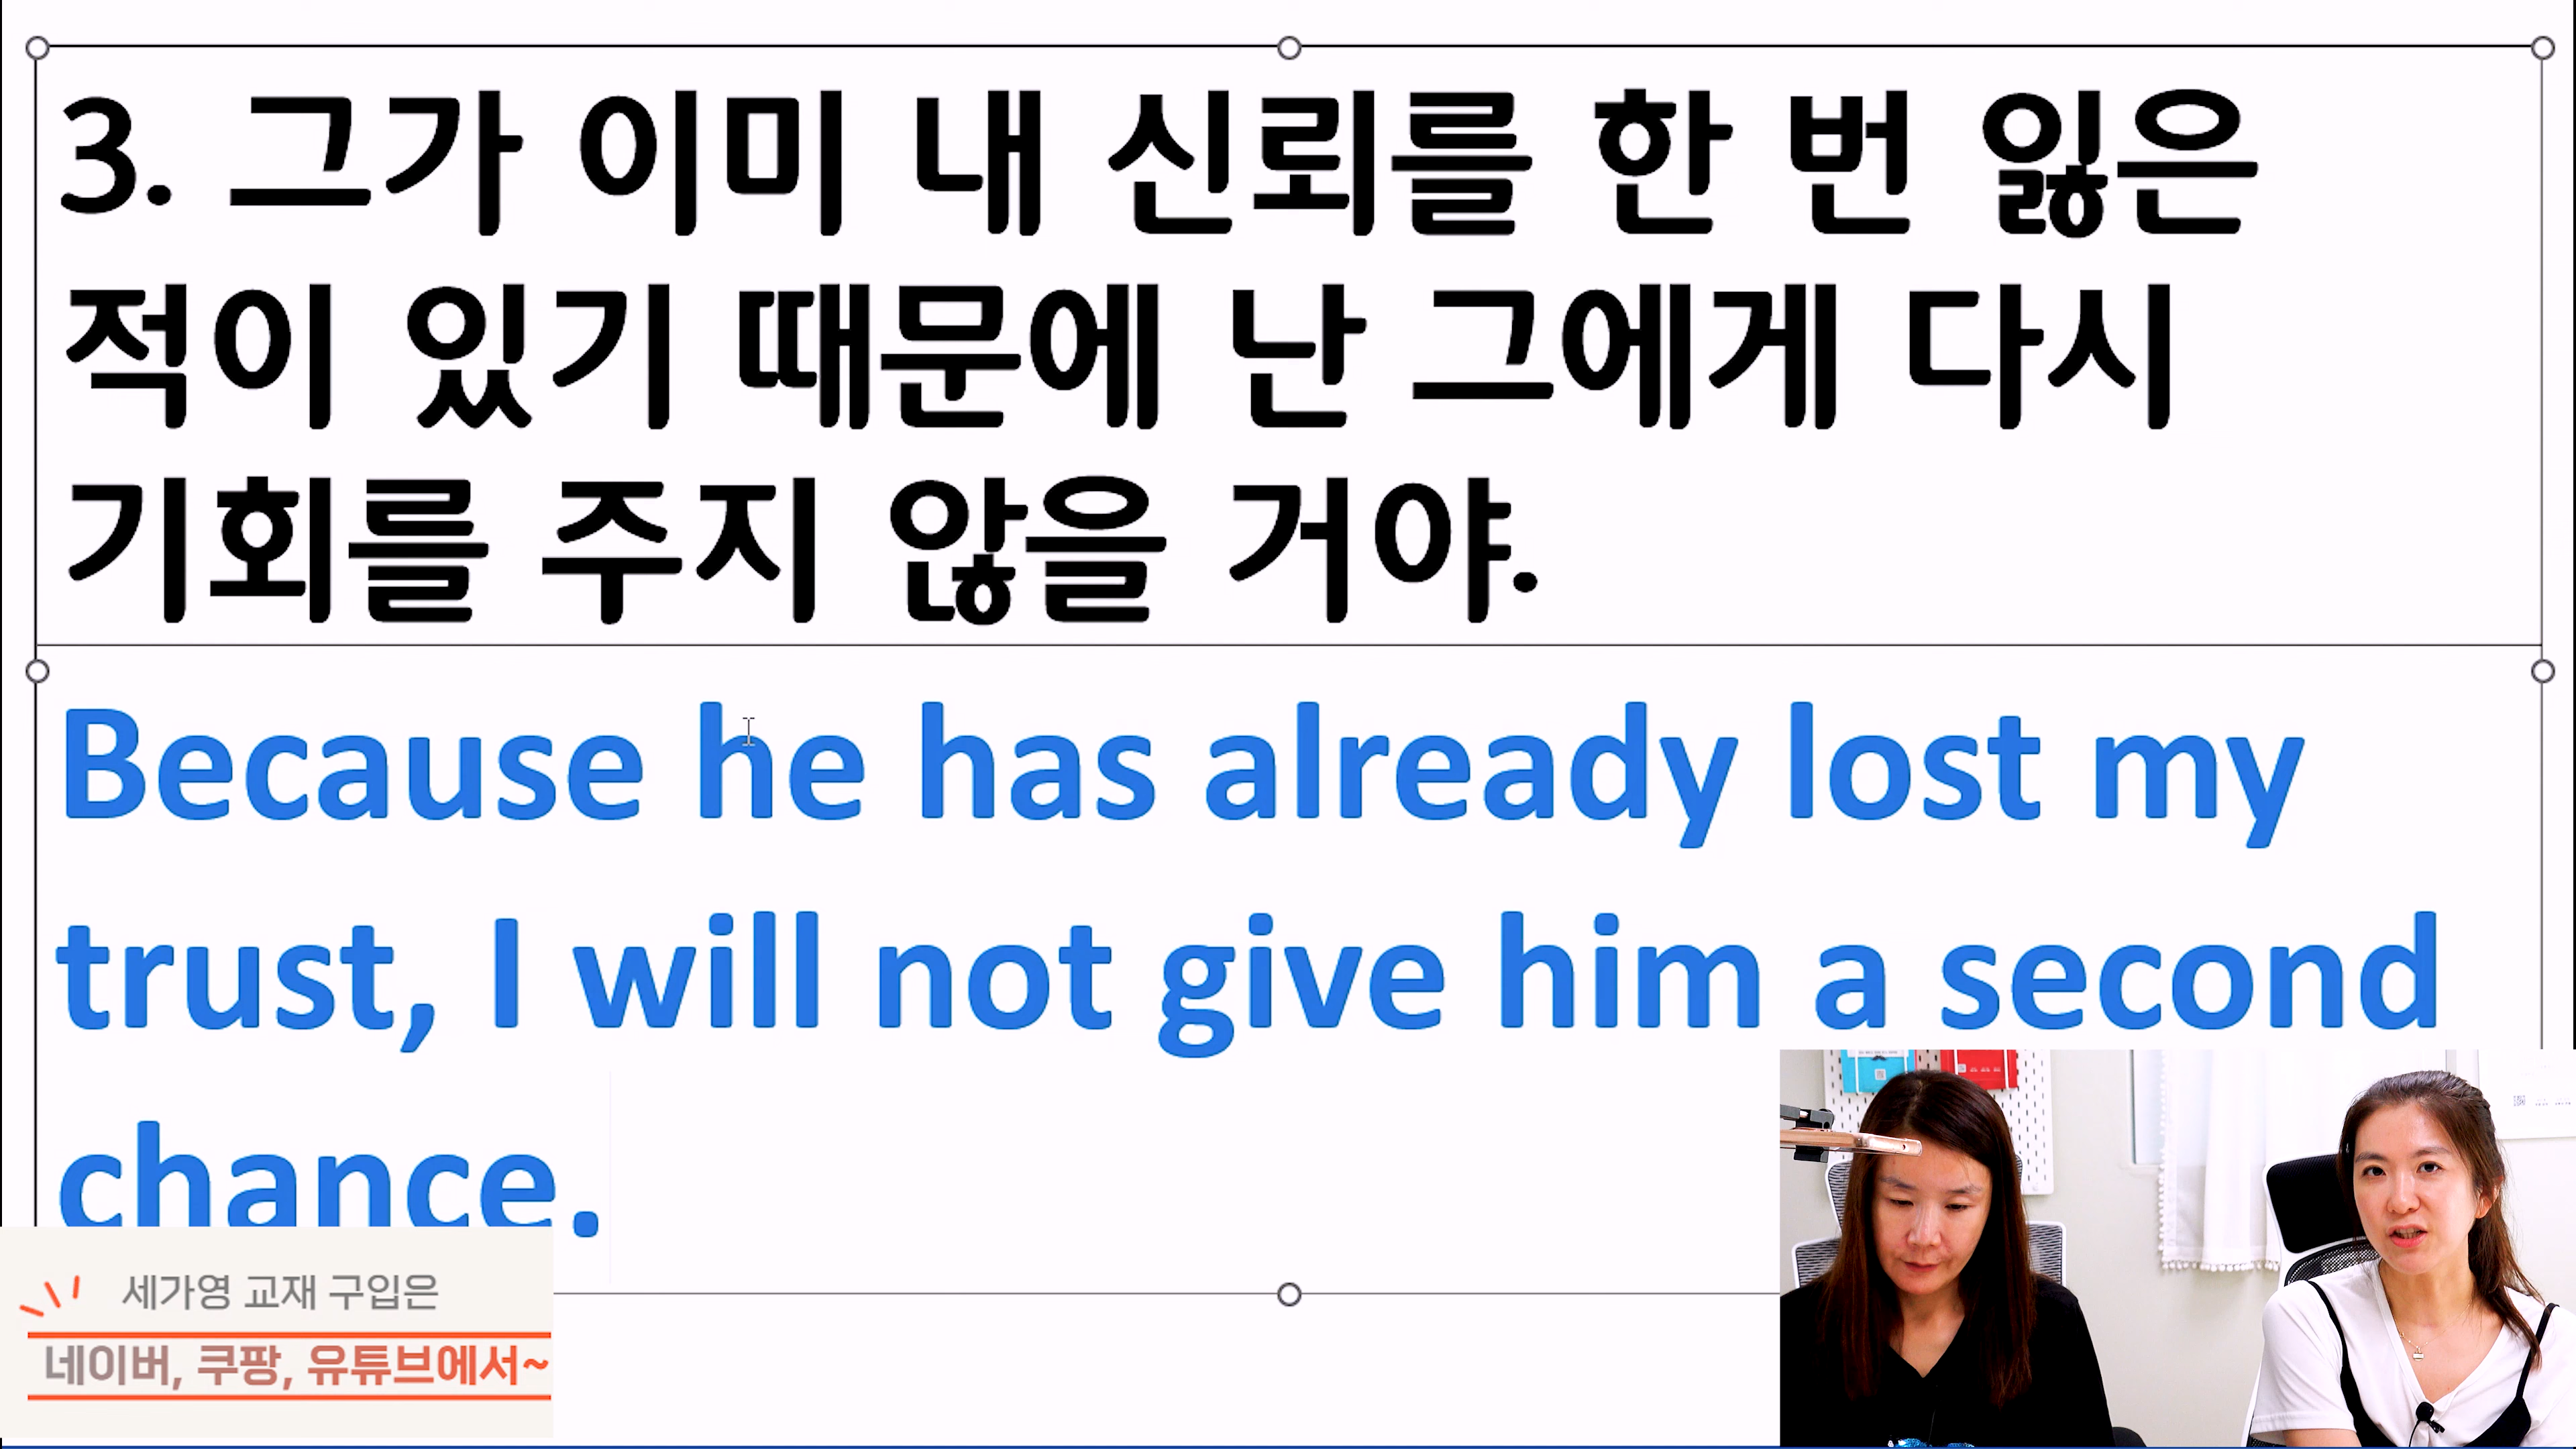 3. 그가 이미 내 신뢰를 한 번 잃은
적이 있기 때문에 난 그에게 다시
기회를 주지 않을 거야.
Because he has already lost my
trust, I will not give him a second
chance.
세가영 교재 구입은
네이버, 쿠팡, 유튜브에서~